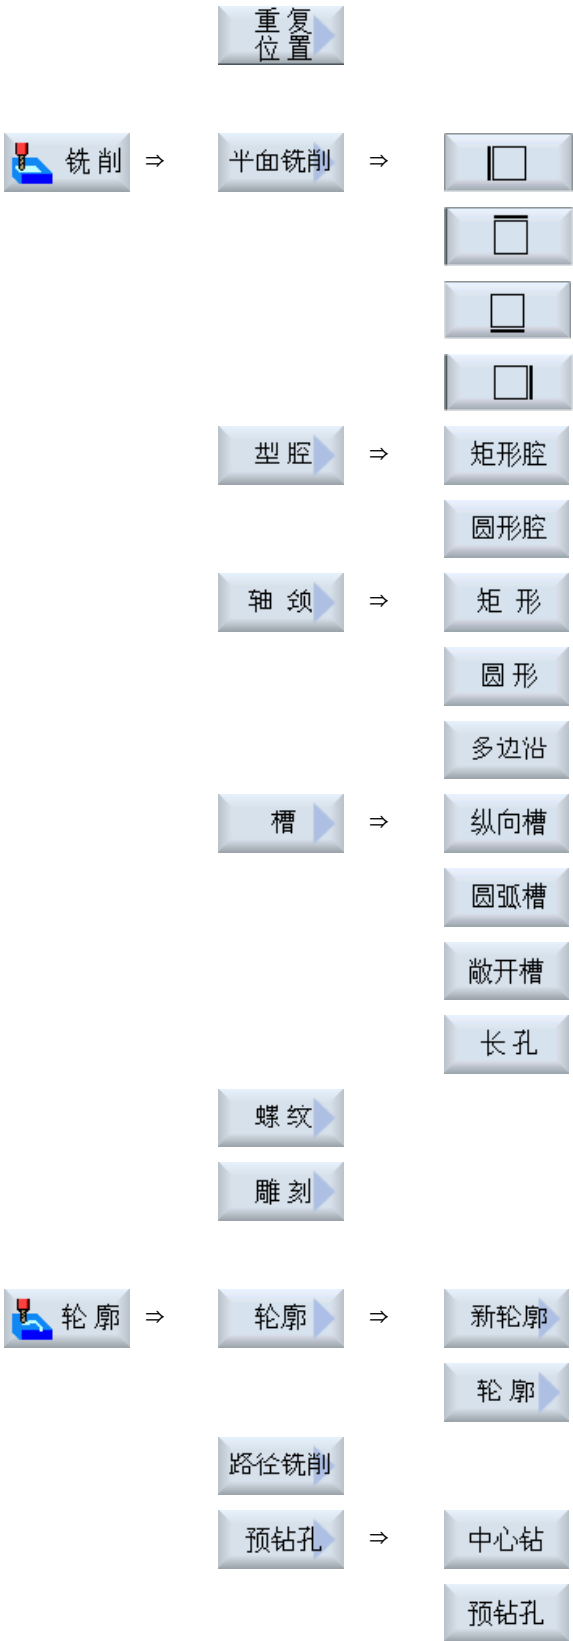 重复
位置
铣削 ⇒ 平面铣削 ⇒
型腔 ⇒ 矩形腔
圆形腔
轴颈 ⇒ 矩形
圆形
多边沿
槽 ⇒ 纵向槽
圆弧槽
敞开槽
长孔
螺纹
雕刻
轮廓 ⇒ 轮廓 ⇒ 新轮廓
轮廓
路径铣削
预钻孔 ⇒ 中心钻
预钻孔